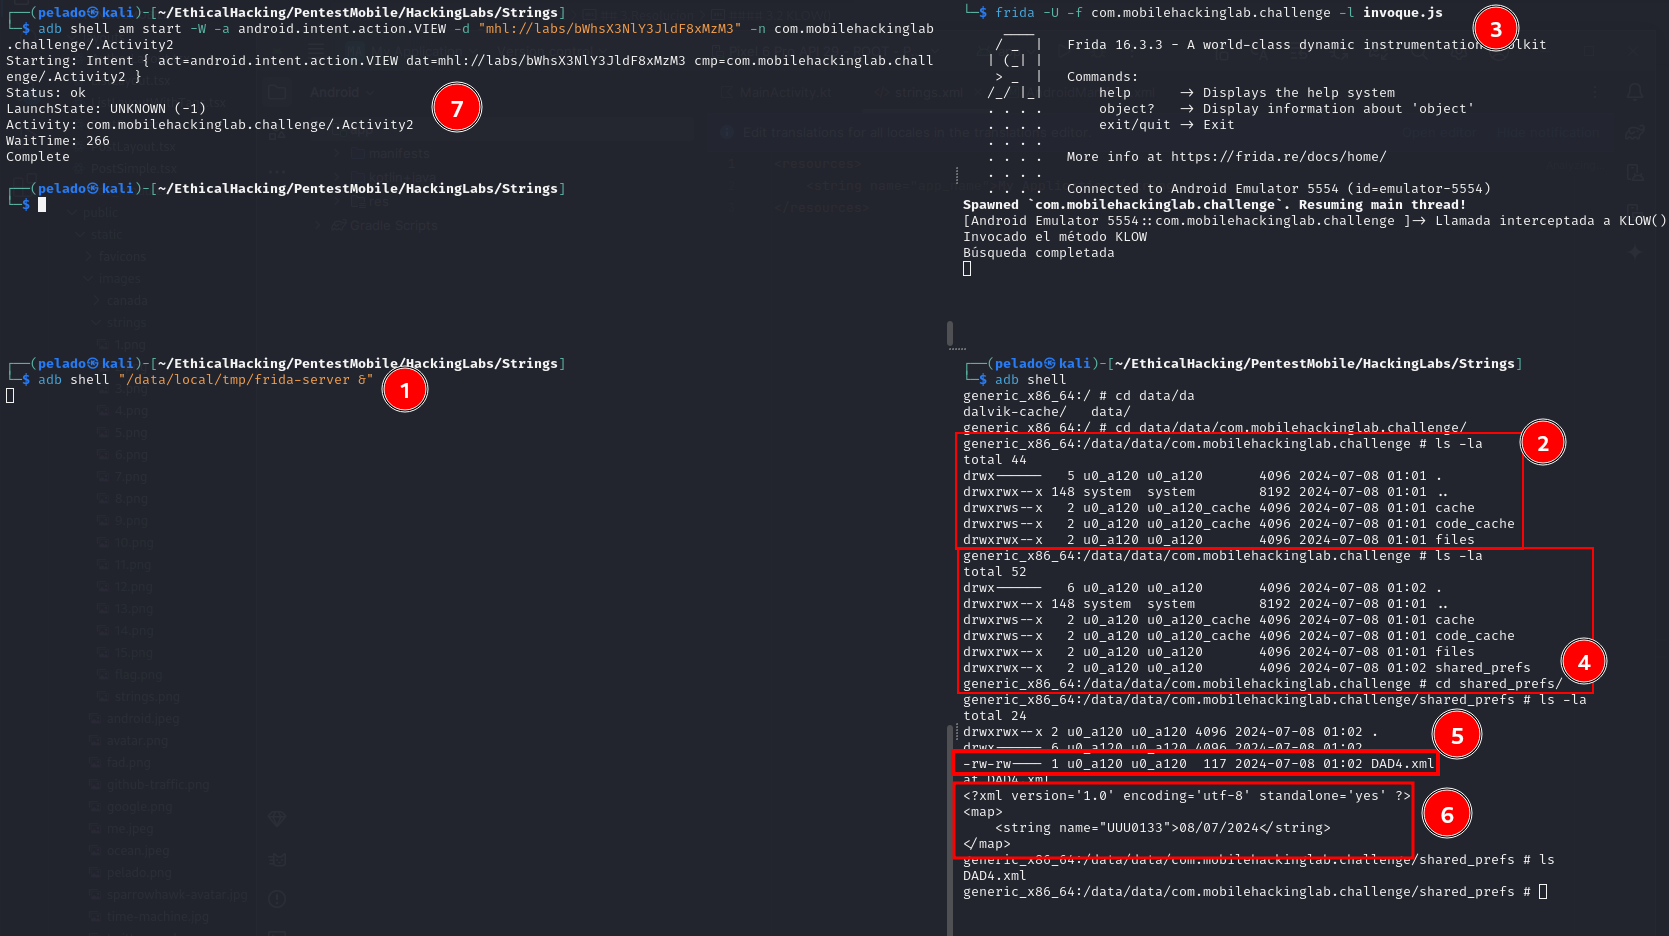 ┌──(pelado㉿kali)-[~/EthicalHacking/PentestMobile/HackingLabs/Strings]
└─$ adb shell am start -W -a android.intent.action.VIEW -d "mhl://labs/bWhsX3NlY3JldF8xMzM3" -n com.mobilehackinglab
.challenge/.Activity2
Starting: Intent { act=android.intent.action.VIEW dat=mhl://labs/bWhsX3NlY3JldF8xMzM3 cmp=com.mobilehackinglab.chall
enge/.Activity2 }
Status: ok
LaunchState: UNKNOWN (-1)
Activity: com.mobilehackinglab.challenge/.Activity2
WaitTime: 266
Complete
7
┌──(pelado㉿kali)-[~/EthicalHacking/PentestMobile/HackingLabs/Strings]
└─$
└─$ frida -U -f com.mobilehackinglab.challenge -l invoque.js
3
Frida 16.3.3 - A world-class dynamic instrumentation toolkit
Commands:
help → Displays the help system
object? → Display information about 'object'
exit/quit → Exit
More info at https://frida.re/docs/home/
Connected to Android Emulator 5554 (id=emulator-5554)
Spawned `com.mobilehackinglab.challenge`. Resuming main thread!
[Android Emulator 5554::com.mobilehackinglab.challenge ]→ Llamada interceptada a KLOW()
Invocado el método KLOW
Búsqueda completada
┌──(pelado㉿kali)-[~/EthicalHacking/PentestMobile/HackingLabs/Strings]
└─$ adb shell "/data/local/tmp/frida-server &"
1
┌──(pelado㉿kali)-[~/EthicalHacking/PentestMobile/HackingLabs/Strings]
└─$ adb shell
generic_x86_64:/ # cd data/da
dalvik-cache/ data/
generic_x86_64:/ # cd data/data/com.mobilehackinglab.challenge/
generic_x86_64:/data/data/com.mobilehackinglab.challenge # ls -la
2
total 44
drwx------ 5 u0_a120 u0_a120 4096 2024-07-08 01:01 .
drwxrwx--x 148 system system 8192 2024-07-08 01:01 ..
drwxrws--x 2 u0_a120 u0_a120_cache 4096 2024-07-08 01:01 cache
drwxrws--x 2 u0_a120 u0_a120_cache 4096 2024-07-08 01:01 code_cache
drwxrwx--x 2 u0_a120 u0_a120 4096 2024-07-08 01:01 files
generic_x86_64:/data/data/com.mobilehackinglab.challenge # ls -la
total 52
drwx------ 6 u0_a120 u0_a120 4096 2024-07-08 01:02 .
drwxrwx--x 148 system system 8192 2024-07-08 01:01 ..
drwxrws--x 2 u0_a120 u0_a120_cache 4096 2024-07-08 01:01 cache
drwxrws--x 2 u0_a120 u0_a120_cache 4096 2024-07-08 01:01 code_cache
drwxrwx--x 2 u0_a120 u0_a120 4096 2024-07-08 01:01 files
drwxrwx--x 2 u0_a120 u0_a120 4096 2024-07-08 01:02 shared_prefs
4
generic_x86_64:/data/data/com.mobilehackinglab.challenge # cd shared_prefs/
generic_x86_64:/data/data/com.mobilehackinglab.challenge/shared_prefs # ls -la
total 24
drwxrwx--x 2 u0_a120 u0_a120 4096 2024-07-08 01:02 .
5
drwx------ 6 u0_a120 u0_a120 4096 2024-07-08 01:02
-rw-rw---- 1 u0_a120 u0_a120 117 2024-07-08 01:02 DAD4.xml
at DAD4.xml
<?xml version='1.0' encoding='utf-8' standalone='yes' ?>
<map>
6
<string name="UUU0133">08/07/2024</string>
</map>
generic_x86_64:/data/data/com.mobilehackinglab.challenge/shared_prefs # ls
DAD4.xml
generic_x86_64:/data/data/com.mobilehackinglab.challenge/shared_prefs #